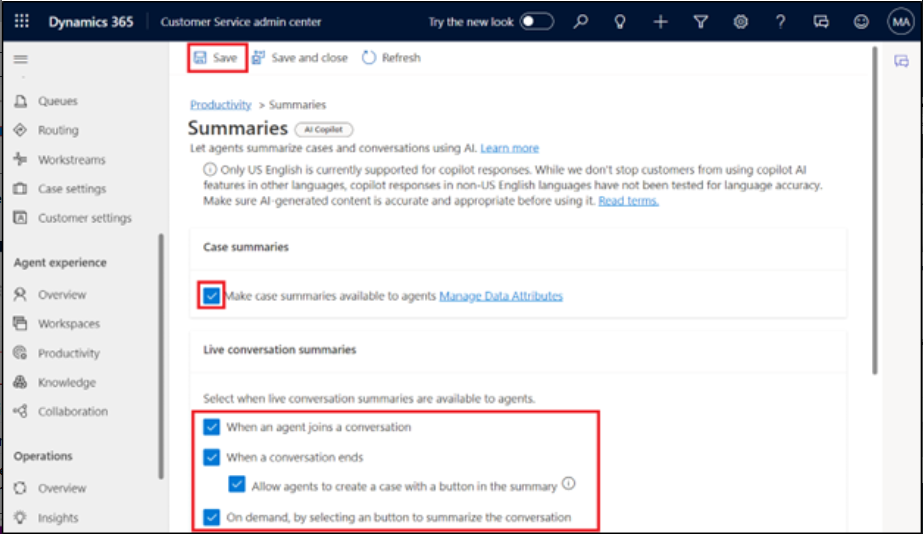 Dynamics 365
Customer Service admin center
Try the new look
MA
Save
Save and close
Refresh
Queues
Routing
Workstreams
Case settings
Customer settings
Agent experience
Overview
Workspaces
Productivity
Knowledge
Collaboration
Operations
Overview
Insights
Productivity > Summaries
Summaries AI Copilot
Let agents summarize cases and conversations using AI. Learn more
Only US English is currently supported for copilot responses. While we don't stop customers from using copilot AI
features in other languages, copilot responses in non-US English languages have not been tested for language accuracy.
Make sure AI-generated content is accurate and appropriate before using it. Read terms.
Case summaries
Make case summaries available to agents Manage Data Attributes
Live conversation summaries
Select when live conversation summaries are available to agents.
When an agent joins a conversation
When a conversation ends
Allow agents to create a case with a button in the summary
On demand, by selecting an button to summarize the conversation